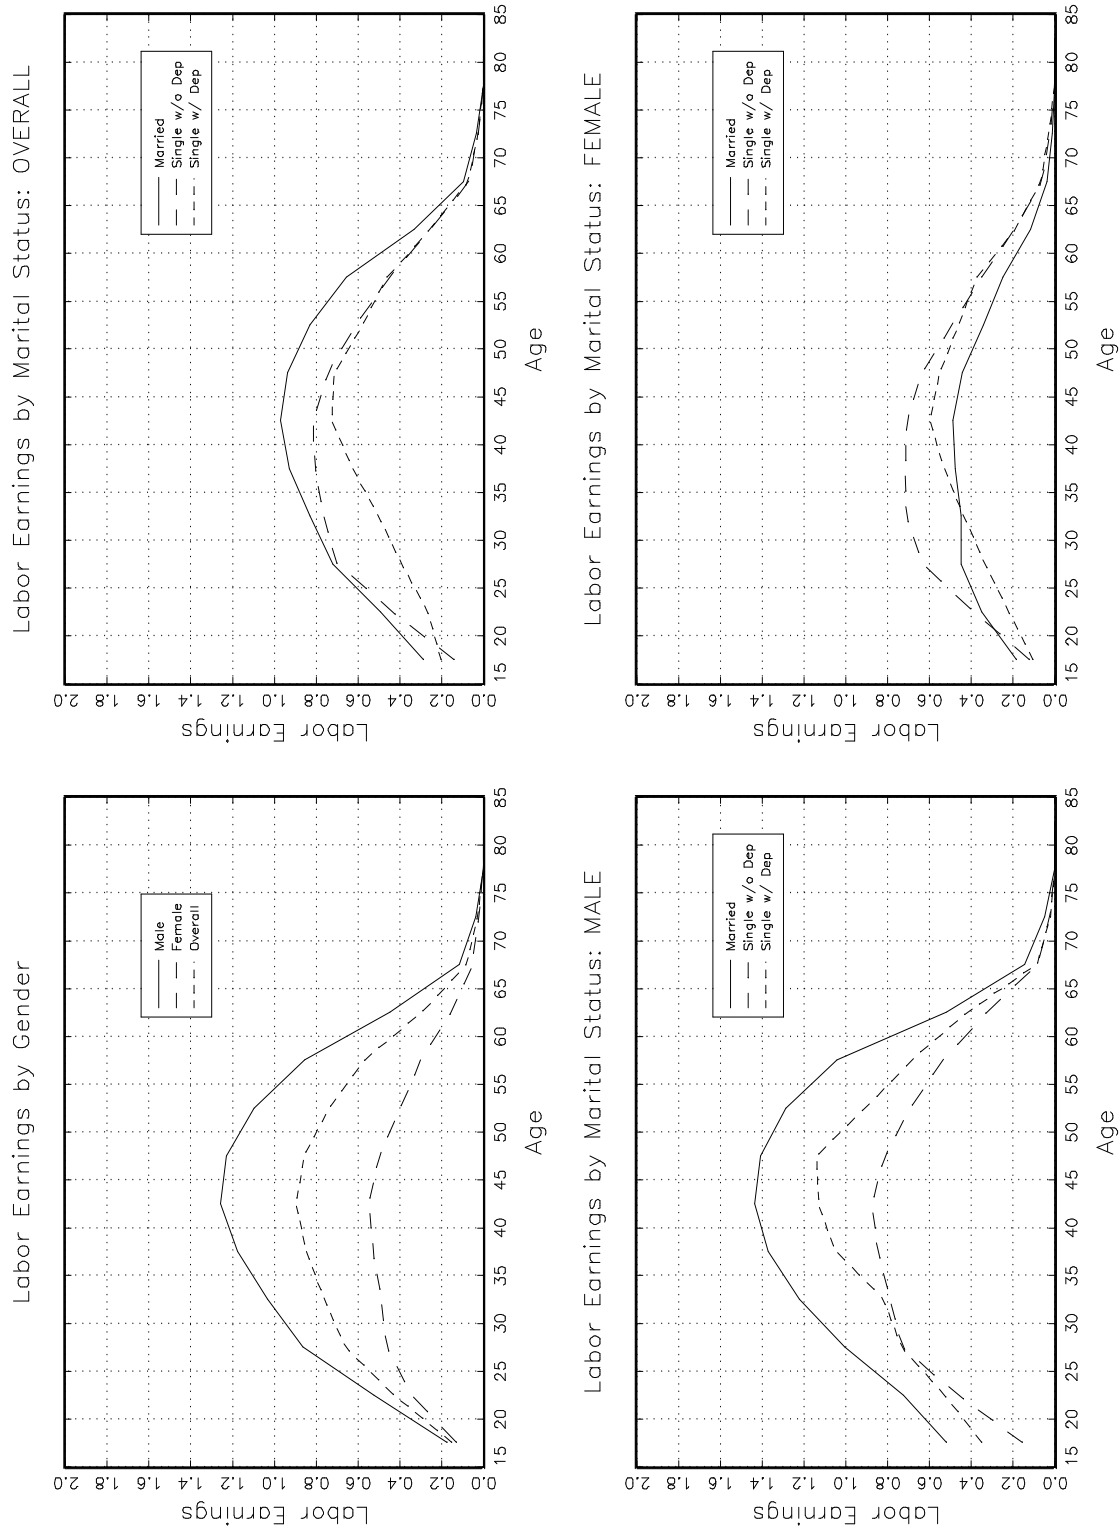 Labor Earnings by Gender
Labor Earnings
2.0
1.8
1.6
1.4
1.2
1.0
0.8
0.6
0.4
0.2
0.0
Male
Female
Overall
15 20 25 30 35 40 45 50 55 60 65 70 75 80 85
Age
Labor Earnings by Marital Status: OVERALL
Labor Earnings
2.0
1.8
1.6
1.4
1.2
1.0
0.8
0.6
0.4
0.2
0.0
Married
Single w/o Dep
Single w/ Dep
15 20 25 30 35 40 45 50 55 60 65 70 75 80 85
Age
Labor Earnings by Marital Status: MALE
Labor Earnings
2.0
1.8
1.6
1.4
1.2
1.0
0.8
0.6
0.4
0.2
0.0
Married
Single w/o Dep
Single w/ Dep
15 20 25 30 35 40 45 50 55 60 65 70 75 80 85
Age
Labor Earnings by Marital Status: FEMALE
Labor Earnings
2.0
1.8
1.6
1.4
1.2
1.0
0.8
0.6
0.4
0.2
0.0
Married
Single w/o Dep
Single w/ Dep
15 20 25 30 35 40 45 50 55 60 65 70 75 80 85
Age